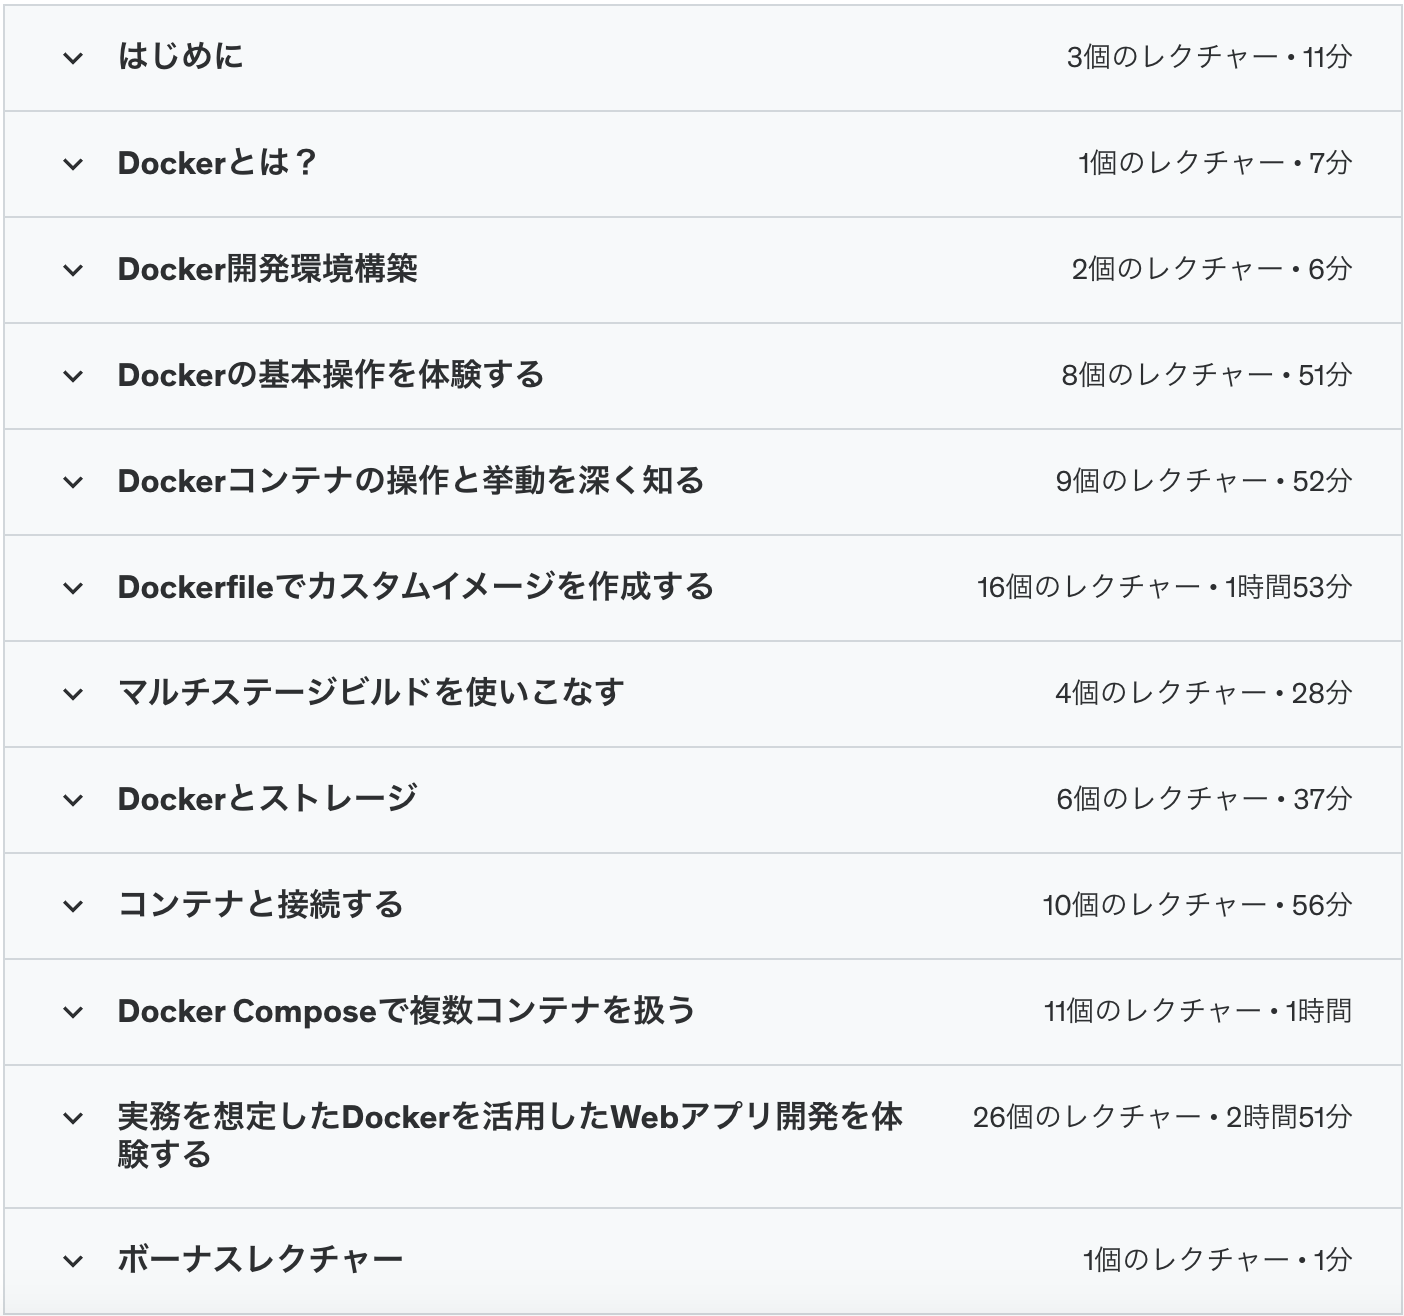 はじめに 3個のレクチャー • 11分
Dockerとは？ 1個のレクチャー • 7分
Docker開発環境構築 2個のレクチャー • 6分
Dockerの基本操作を体験する 8個のレクチャー • 51分
Dockerコンテナの操作と挙動を深く知る 9個のレクチャー • 52分
Dockerfileでカスタムイメージを作成する 16個のレクチャー • 1時間53分
マルチステージビルドを使いこなす 4個のレクチャー • 28分
Dockerとストレージ 6個のレクチャー • 37分
コンテナと接続する 10個のレクチャー • 56分
Docker Composeで複数コンテナを扱う 11個のレクチャー • 1時間
実務を想定したDockerを活用したWebアプリ開発を体 26個のレクチャー • 2時間51分
験する
ボーナスレクチャー 1個のレクチャー • 1分